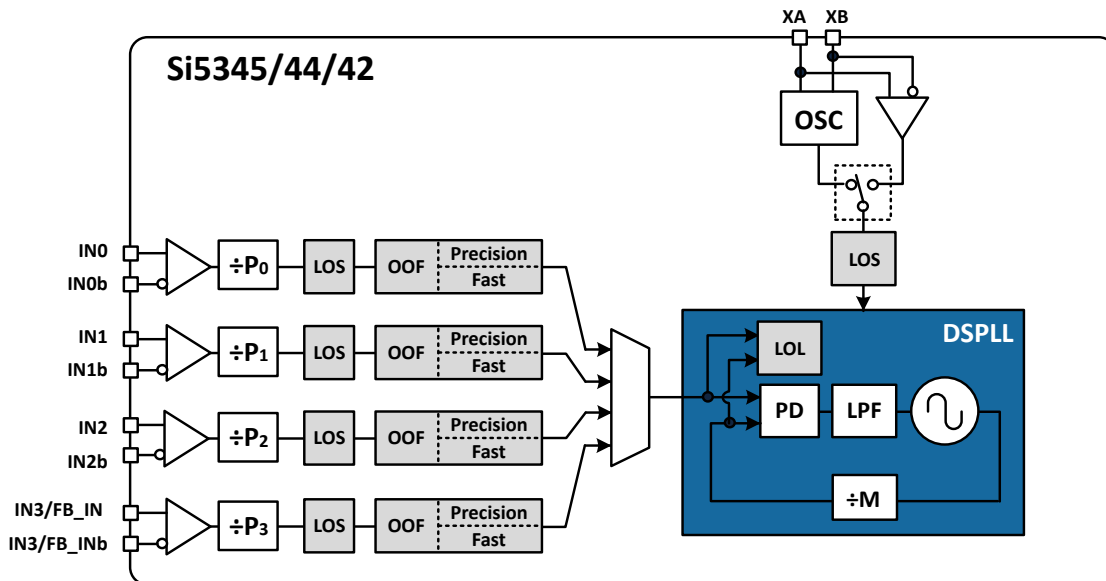 XA XB
Si5345/44/42
OSC
LOS
IN0
IN0b
÷P0
LOS
OOF
Precision
Fast
IN1
IN1b
÷P1
LOS
OOF
Precision
Fast
IN2
IN2b
÷P2
LOS
OOF
Precision
Fast
IN3/FB_IN
IN3/FB_INb
÷P3
LOS
OOF
Precision
Fast
DSPLL
LOL
PD
LPF
÷M